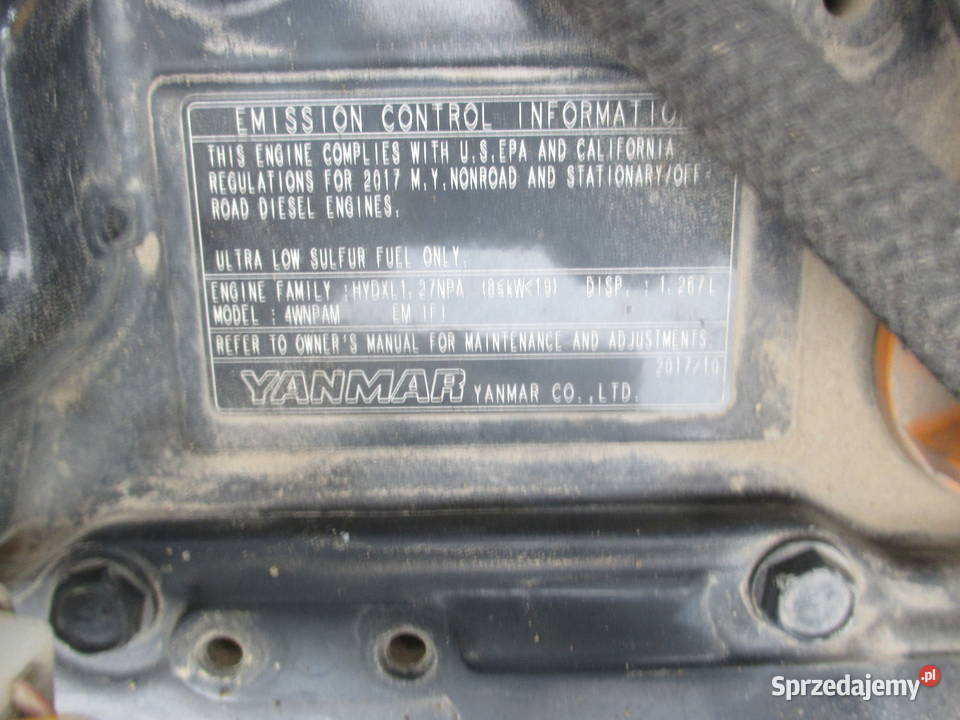 EMISSION CONTROL INFORMATIO
THIS ENGINE COMPLIES WITH U.S.EPA AND CALIFORNIA
REGULATIONS FOR 2017 M.Y.NONROAD AND STATIONARY/OFF-
ROAD DIESEL ENGINES.
ULTRA LOW SULFUR FUEL ONLY.
ENGINE FAMILY :HYDXL1.27NPA (8≤kW<19) DISP. : 1.267L
MODEL : 4WNPAM EM IFI
REFER TO OWNER'S MANUAL FOR MAINTENANCE AND ADJUSTMENTS.
2017/10
YANMAR YANMAR CO.,LTD.
Sprzedajemy.pl